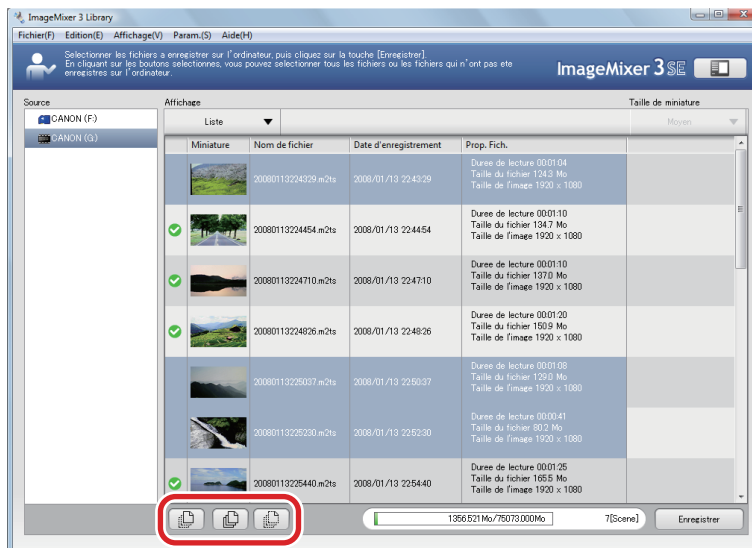 ImageMixer 3 Library
Fichier(F) Edition(E) Affichage(V) Param.(S) Aide(H)
Selectionner les fichiers a enregistrer sur l'ordinateur, puis cliquez sur la touche [Enregistrer].
En cliquant sur les boutons selectionnes, vous pouvez selectionner tous les fichiers ou les fichiers qui n'ont pas ete
enregistres sur l'ordinateur.
ImageMixer 3 SE
Source
Affichage
Taille de miniature
CANON (F:)
CANON (G:)
Liste
Moyen
Miniature Nom de fichier Date d'enregistrement Prop. Fich.
20080113224329.m2ts 2008/01/13 22:43:29
Duree de lecture 00:01:04
Taille du fichier 124.3 Mo
Taille de l'image 1920 x 1080
20080113224454.m2ts 2008/01/13 22:44:54
Duree de lecture 00:01:10
Taille du fichier 134.7 Mo
Taille de l'image 1920 x 1080
20080113224710.m2ts 2008/01/13 22:47:10
Duree de lecture 00:01:10
Taille du fichier 137.0 Mo
Taille de l'image 1920 x 1080
20080113224826.m2ts 2008/01/13 22:48:26
Duree de lecture 00:01:20
Taille du fichier 150.9 Mo
Taille de l'image 1920 x 1080
20080113225037.m2ts 2008/01/13 22:50:37
Duree de lecture 00:01:08
Taille du fichier 129.0 Mo
Taille de l'image 1920 x 1080
20080113225230.m2ts 2008/01/13 22:52:30
Duree de lecture 00:00:41
Taille du fichier 80.2 Mo
Taille de l'image 1920 x 1080
20080113225440.m2ts 2008/01/13 22:54:40
Duree de lecture 00:01:25
Taille du fichier 165.5 Mo
Taille de l'image 1920 x 1080
1356.521Mo/75073.000Mo
7[Scene]
Enregistrer